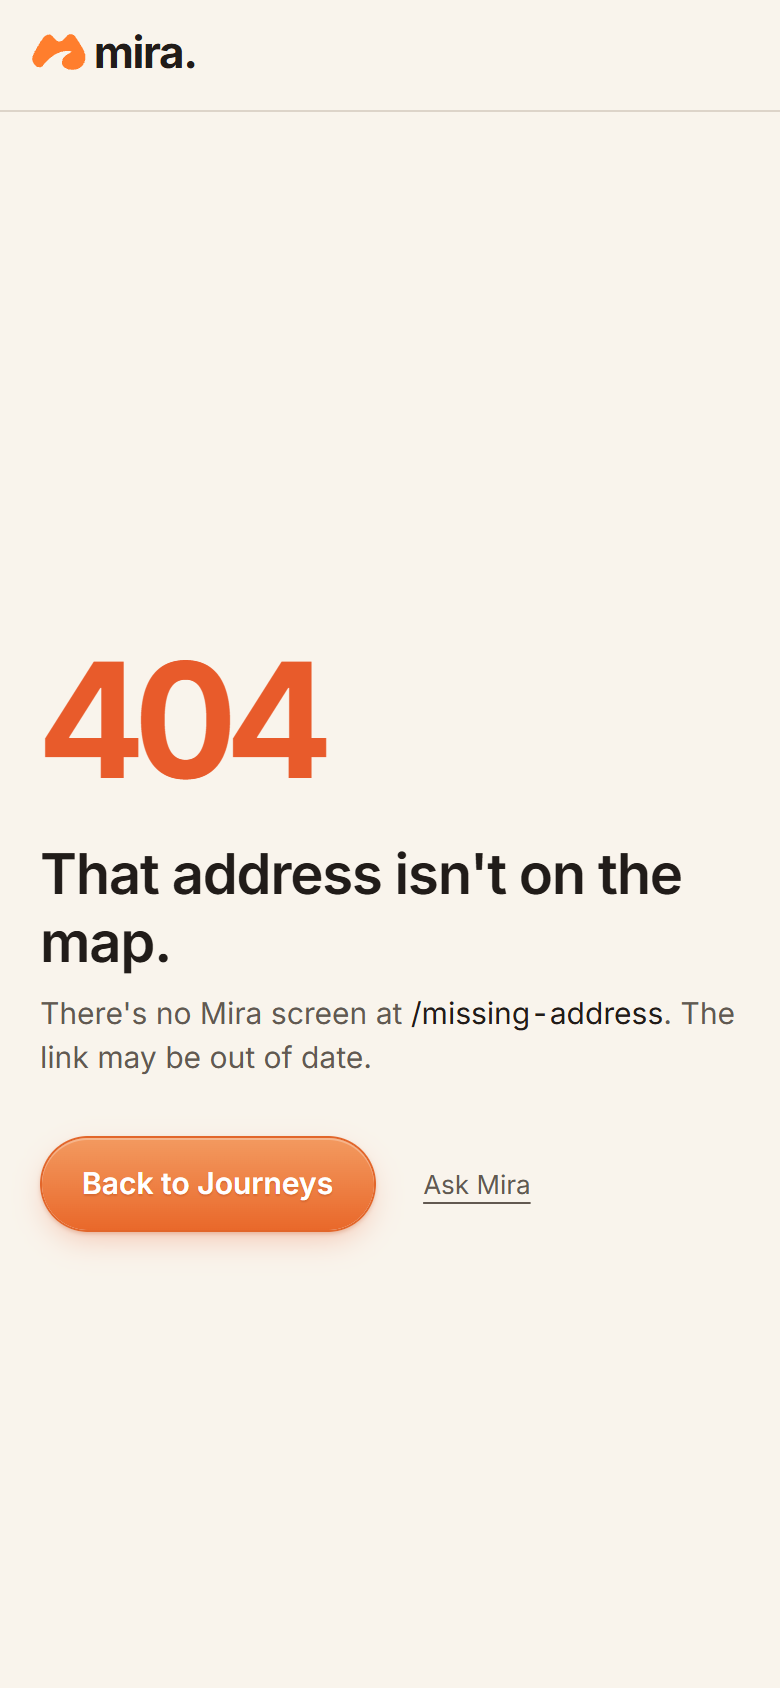 mira.
404
That address isn't on the
map.
There's no Mira screen at /missing-address. The
link may be out of date.
Back to Journeys
Ask Mira